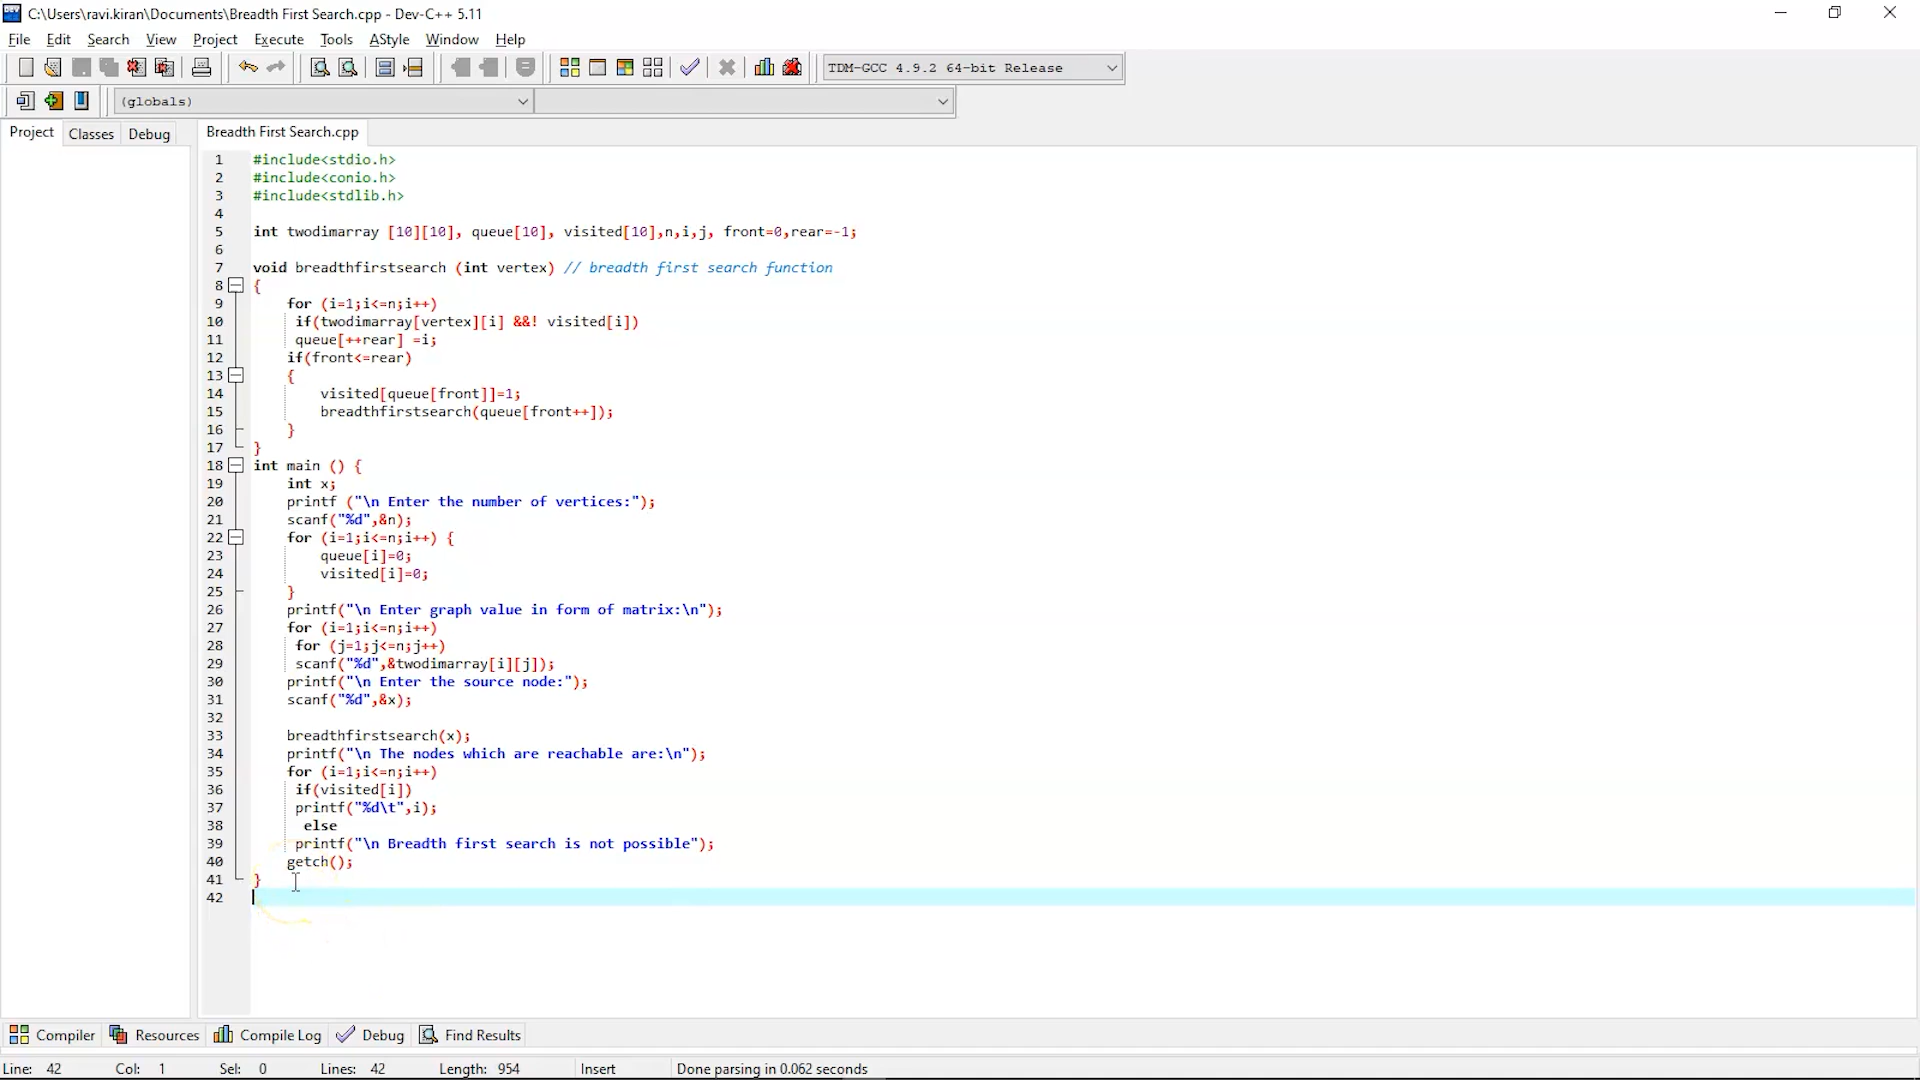 C:\Users\ravi.kiran\Documents\Breadth First Search.cpp - Dev-C++ 5.11
File Edit Search View Project Execute Tools AStyle Window Help
TDM-GCC 4.9.2 64-bit Release
(globals)
Project Classes Debug Breadth First Search.cpp
1 #include<stdio.h>
2 #include<conio.h>
3 #include<stdlib.h>
4
5 int twodimarray [10][10], queue[10], visited[10],n,i,j, front=0,rear=-1;
6
7 void breadthfirstsearch (int vertex) // breadth first search function
8 {
9 for (i=1;i<=n;i++)
10 if(twodimarray[vertex][i] &&! visited[i])
11 queue[++rear] =i;
12 if(front<=rear)
13 {
14 visited[queue[front]]=1;
15 breadthfirstsearch(queue[front++]);
16 }
17 }
18 int main () {
19 int x;
20 printf ("\n Enter the number of vertices:");
21 scanf("%d",&n);
22 for (i=1;i<=n;i++) {
23 queue[i]=0;
24 visited[i]=0;
25 }
26 printf("\n Enter graph value in form of matrix:\n");
27 for (i=1;i<=n;i++)
28 for (j=1;j<=n;j++)
29 scanf("%d",&twodimarray[i][j]);
30 printf("\n Enter the source node:");
31 scanf("%d",&x);
32
33 breadthfirstsearch(x);
34 printf("\n The nodes which are reachable are:\n");
35 for (i=1;i<=n;i++)
36 if(visited[i])
37 printf("%d\t",i);
38 else
39 printf("\n Breadth first search is not possible");
40 getch();
41 }
42
Compiler Resources Compile Log Debug Find Results
Line: 42 Col: 1 Sel: 0 Lines: 42 Length: 954 Insert Done parsing in 0.062 seconds